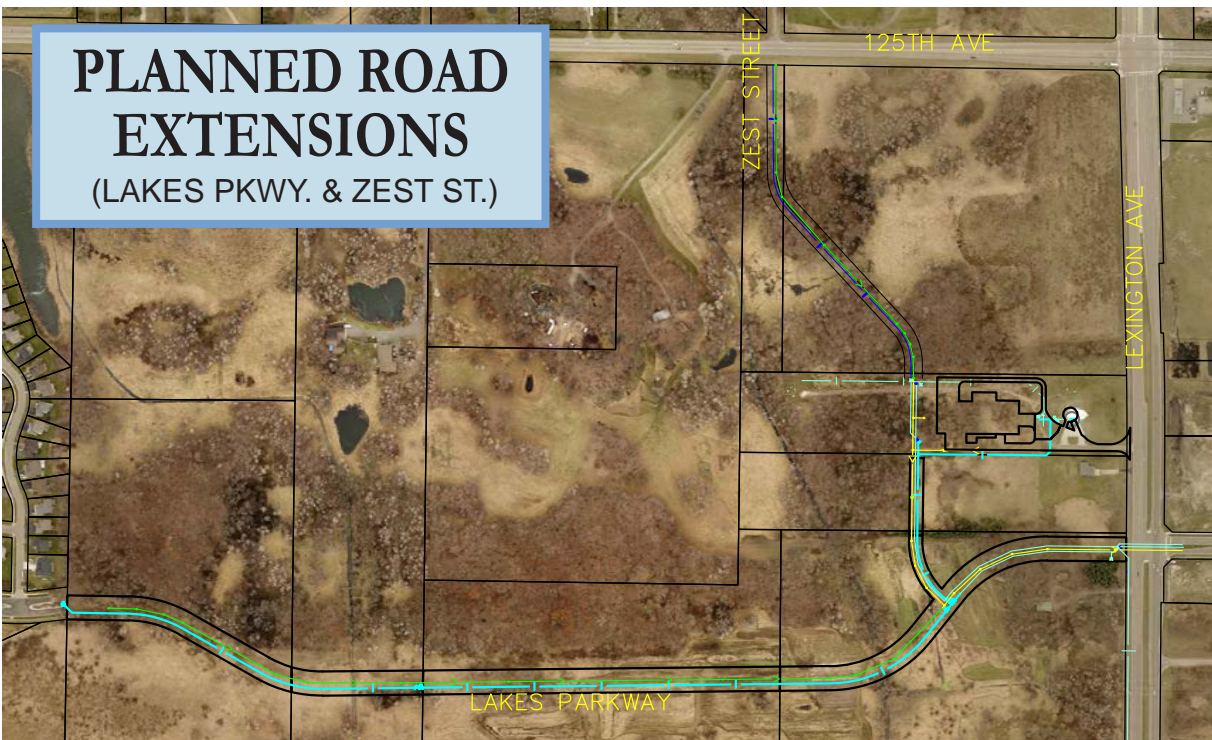 PLANNED ROAD
EXTENSIONS
(LAKES PKWY. & ZEST ST.)
ZEST STREET
125TH AVE
LEXINGTON AVE
LAKES PARKWAY